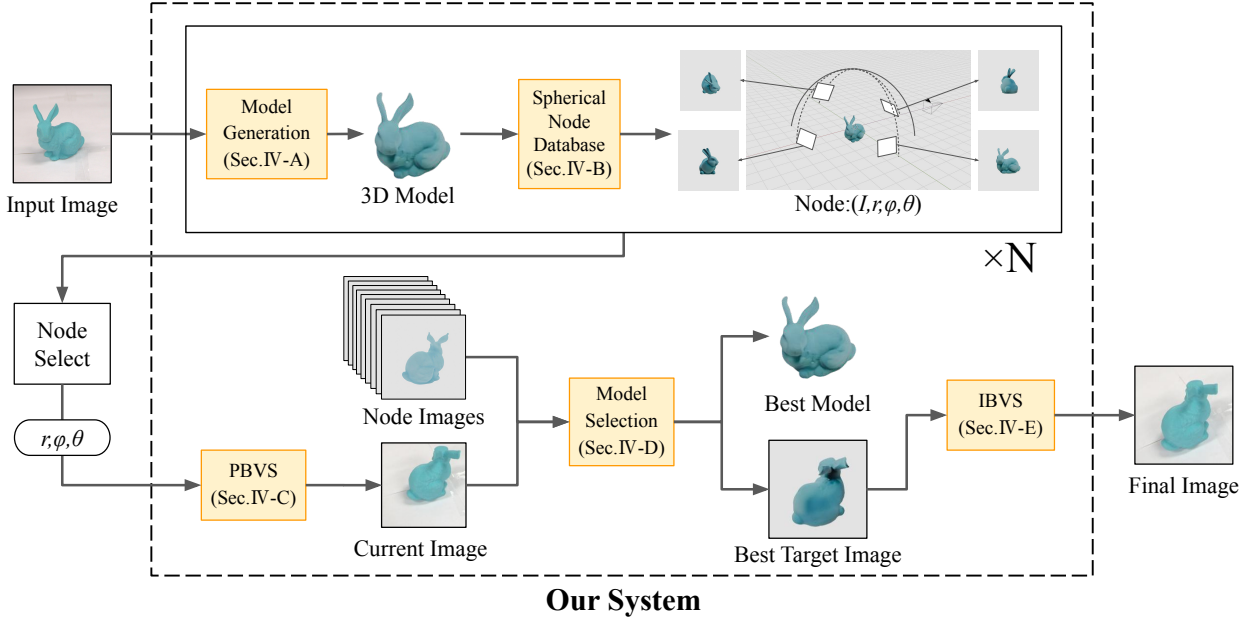 Input Image
Model
Generation
(Sec.IV-A)
3D Model
Spherical
Node
Database
(Sec.IV-B)
Node:(I,r,φ,θ)
×N
Node
Select
r,φ,θ
PBVS
(Sec.IV-C)
Node Images
Current Image
Model
Selection
(Sec.IV-D)
Best Model
Best Target Image
IBVS
(Sec.IV-E)
Final Image
Our System